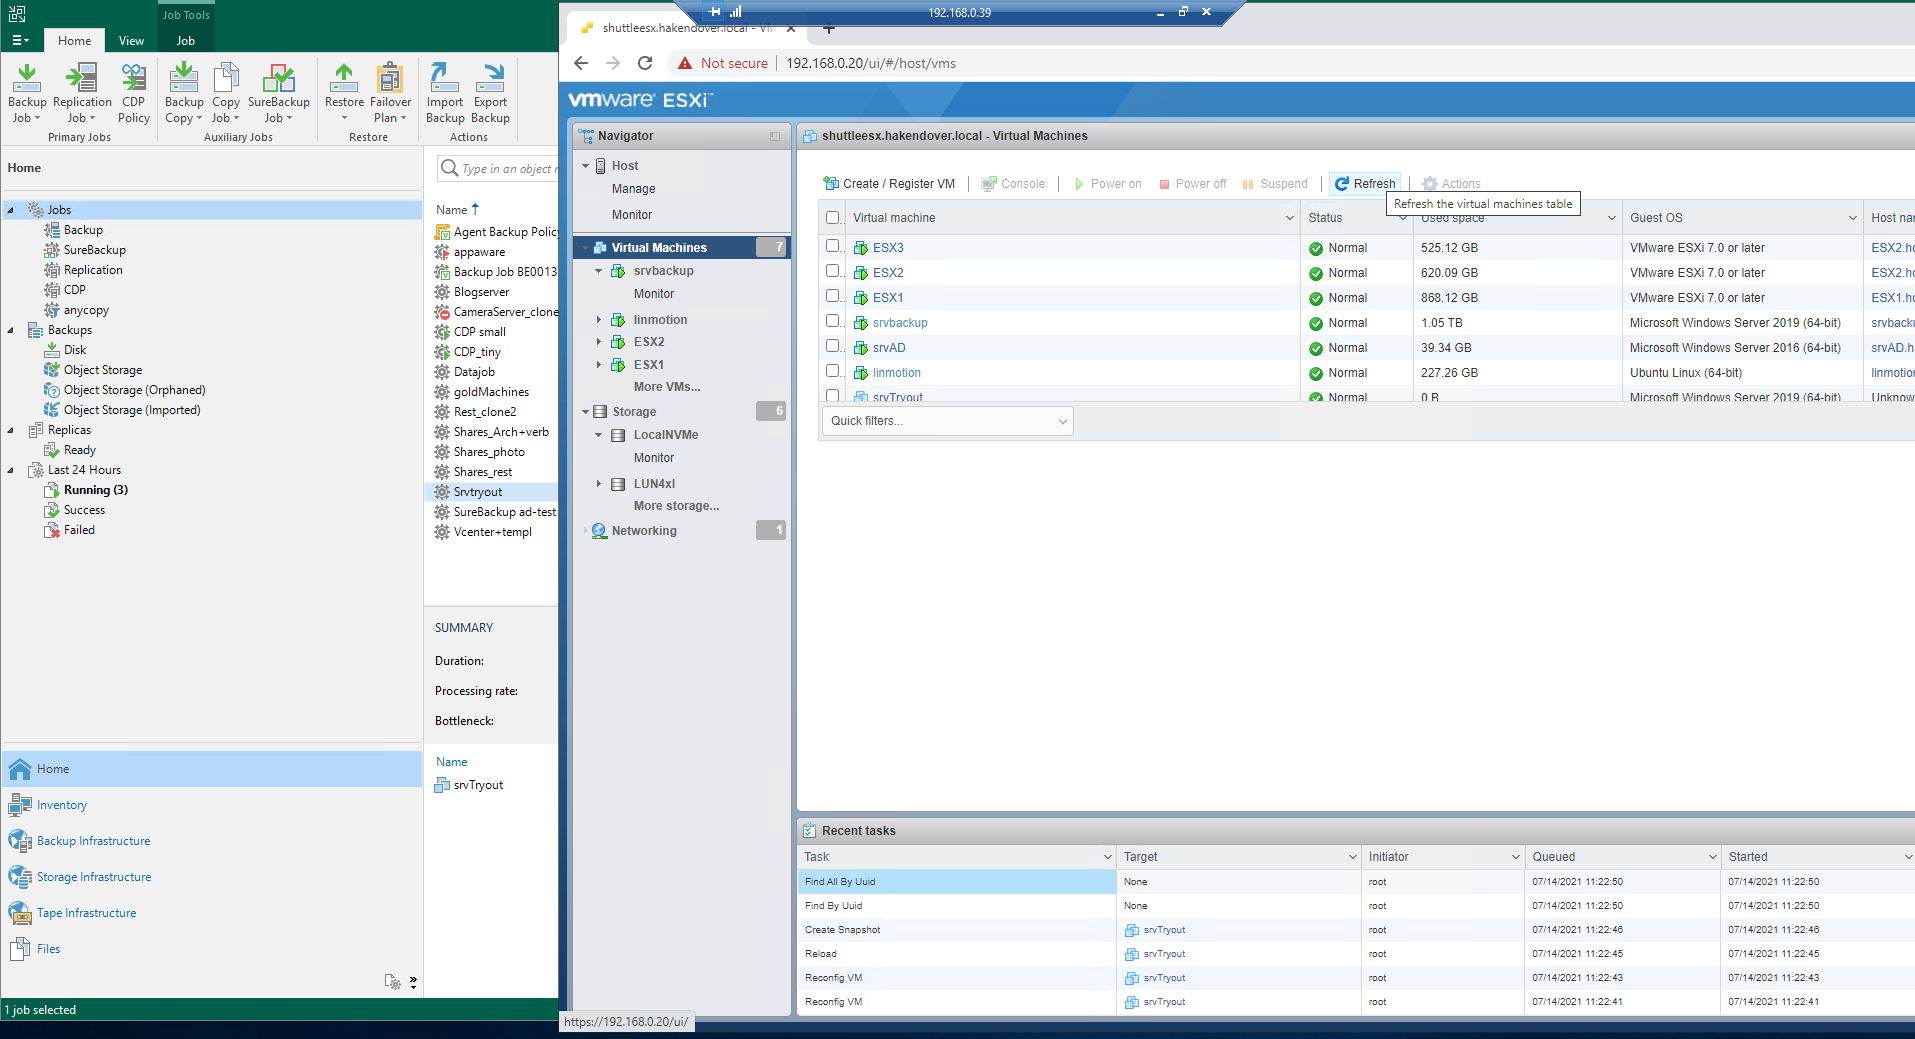 192.168.0.39
Job Tools
Home
View
Job
Backup Job
Replication Job
CDP Policy
Primary Jobs
Backup Copy
Copy Job
SureBackup Job
Auxiliary Jobs
Restore
Failover Plan
Restore
Import Backup
Export Backup
Actions
Home
Jobs
Backup
SureBackup
Replication
CDP
anycopy
Backups
Disk
Object Storage
Object Storage (Orphaned)
Object Storage (Imported)
Replicas
Ready
Last 24 Hours
Running (3)
Success
Failed
Home
Inventory
Backup Infrastructure
Storage Infrastructure
Tape Infrastructure
Files
1 job selected
Type in an object
Name
Agent Backup Polic
appaware
Backup Job BE0013
Blogserver
CameraServer_clone
CDP small
CDP_tiny
Datajob
goldMachines
Rest_clone2
Shares_Arch+verb
Shares_photo
Shares_rest
Srvtryout
SureBackup ad-test
Vcenter+templ
SUMMARY
Duration:
Processing rate:
Bottleneck:
Name
srvTryout
shuttleesx.hakendover.local - VM
Not secure
192.168.0.20/ui/#/host/vms
vmware ESXi™
Navigator
Host
Manage
Monitor
Virtual Machines 7
srvbackup
Monitor
linmotion
ESX2
ESX1
More VMs...
Storage 6
LocalNVMe
Monitor
LUN4xl
More storage...
Networking 1
https://192.168.0.20/ui/
shuttleesx.hakendover.local - Virtual Machines
Create / Register VM
Console
Power on
Power off
Suspend
Refresh
Actions
Refresh the virtual machines table
Virtual machine Status Used space Guest OS Host na
ESX3 Normal 525.12 GB VMware ESXi 7.0 or later ESX2.ho
ESX2 Normal 620.09 GB VMware ESXi 7.0 or later ESX2.ho
ESX1 Normal 868.12 GB VMware ESXi 7.0 or later ESX1.ho
srvbackup Normal 1.05 TB Microsoft Windows Server 2019 (64-bit) srvbacku
srvAD Normal 39.34 GB Microsoft Windows Server 2016 (64-bit) srvAD.h
linmotion Normal 227.26 GB Ubuntu Linux (64-bit) linmotion
srvTryout Normal 0 B Microsoft Windows Server 2019 (64-bit) Unknow
Quick filters...
Recent tasks
Task Target Initiator Queued Started
Find All By Uuid None root 07/14/2021 11:22:50 07/14/2021 11:22:50
Find By Uuid None root 07/14/2021 11:22:50 07/14/2021 11:22:50
Create Snapshot srvTryout root 07/14/2021 11:22:46 07/14/2021 11:22:46
Reload srvTryout root 07/14/2021 11:22:45 07/14/2021 11:22:45
Reconfig VM srvTryout root 07/14/2021 11:22:43 07/14/2021 11:22:43
Reconfig VM srvTryout root 07/14/2021 11:22:41 07/14/2021 11:22:41